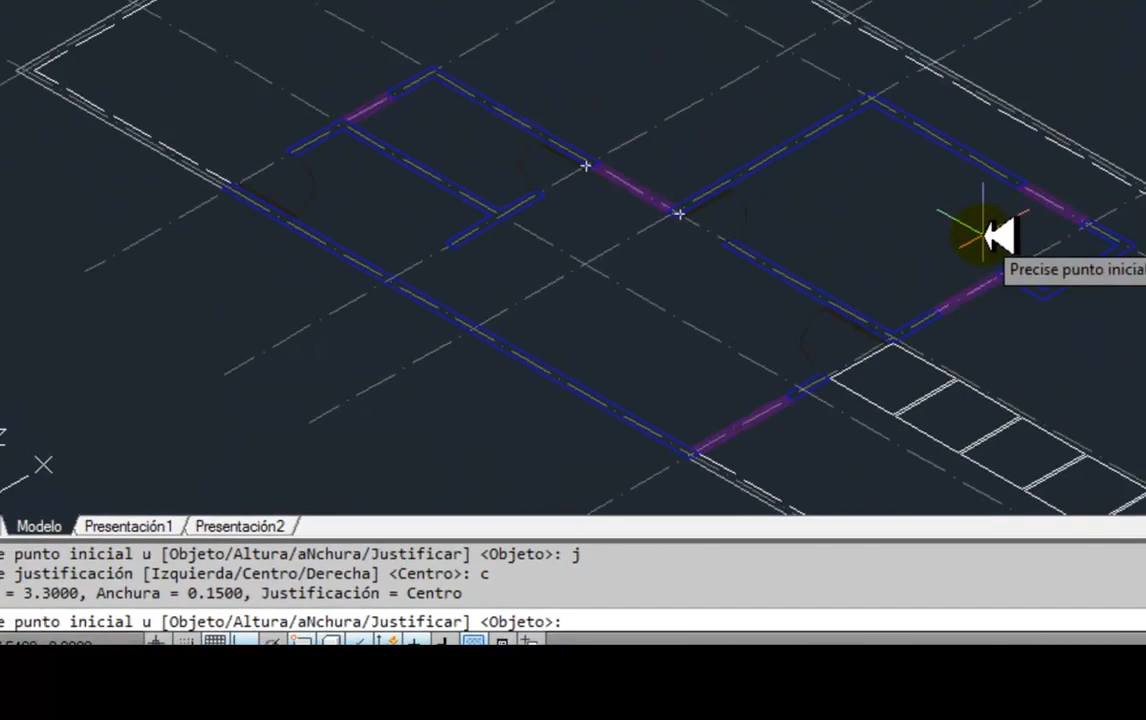 Precise punto inicia
Z
X
Modelo Presentación1 Presentación2
e punto inicial u [Objeto/Altura/aNchura/Justificar] <Objeto>: j
e justificación [Izquierda/Centro/Derecha] <Centro>: c
= 3.3000, Anchura = 0.1500, Justificación = Centro
e punto inicial u [Objeto/Altura/aNchura/Justificar] <Objeto>: